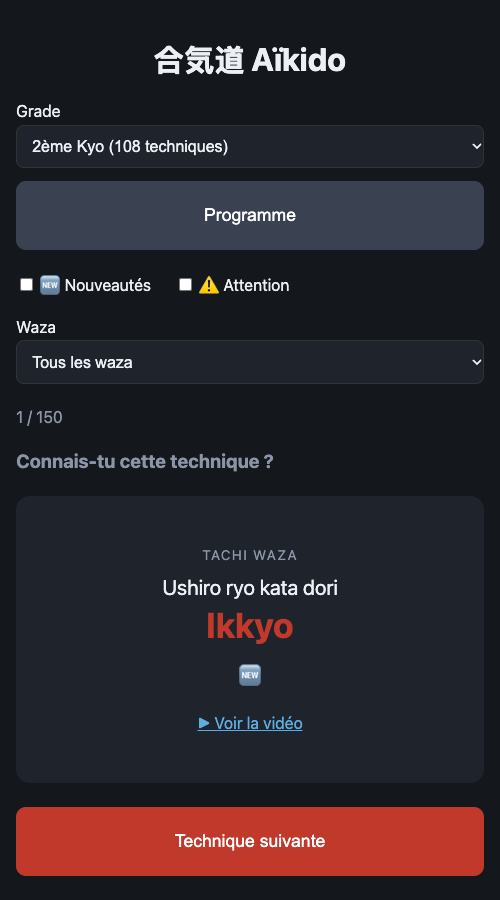 合気道 Aïkido
Grade
2ème Kyo (108 techniques)
Programme
🆕 Nouveautés
⚠️ Attention
Waza
Tous les waza
1 / 150
Connais-tu cette technique ?
TACHI WAZA
Ushiro ryo kata dori
Ikkyo
🆕
▶ Voir la vidéo
Technique suivante